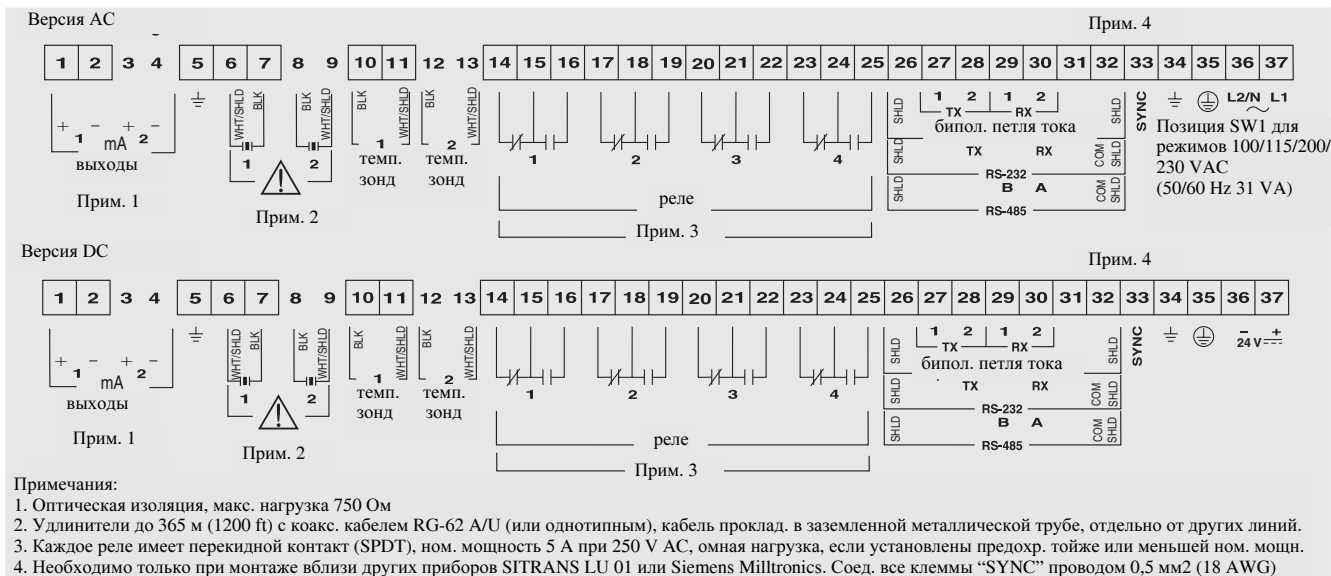 Версия AC
Прим. 4
1 2 3 4 5 6 7 8 9 10 11 12 13 14 15 16 17 18 19 20 21 22 23 24 25 26 27 28 29 30 31 32 33 34 35 36 37
WHT/SHLD BLK BLK WHT/SHLD BLK WHT/SHLD BLK WHT/SHLD
SHLD 1 2 1 2 SHLD SYNC L2/N L1
TX RX
+ 1 − + 2 −
mA
выходы
1 2
1 2
темп. зонд
темп. зонд
1 2 3 4
бипол. петля тока
SHLD TX RX COM SHLD
RS-232
SHLD B A COM SHLD
RS-485
Позиция SW1 для
режимов 100/115/200/
230 VAC
(50/60 Hz 31 VA)
Прим. 1
Прим. 2
реле
Прим. 3
Версия DC
Прим. 4
1 2 3 4 5 6 7 8 9 10 11 12 13 14 15 16 17 18 19 20 21 22 23 24 25 26 27 28 29 30 31 32 33 34 35 36 37
WHT/SHLD BLK BLK WHT/SHLD BLK WHT/SHLD BLK WHT/SHLD
SHLD 1 2 1 2 SHLD SYNC − + 24 V
TX RX
+ 1 − + 2 −
mA
выходы
1 2
1 2
темп. зонд
темп. зонд
1 2 3 4
бипол. петля тока
SHLD TX RX COM SHLD
RS-232
SHLD B A COM SHLD
RS-485
Прим. 1
Прим. 2
реле
Прим. 3
Примечания:
1. Оптическая изоляция, макс. нагрузка 750 Ом
2. Удлинители до 365 м (1200 ft) с коакс. кабелем RG-62 A/U (или однотипным), кабель проклад. в заземленной металлической трубе, отдельно от других линий.
3. Каждое реле имеет перекидной контакт (SPDT), ном. мощность 5 А при 250 V AC, омная нагрузка, если установлены предохр. тойже или меньшей ном. мощн.
4. Необходимо только при монтаже вблизи других приборов SITRANS LU 01 или Siemens Milltronics. Соед. все клеммы “SYNC” проводом 0,5 мм2 (18 AWG)